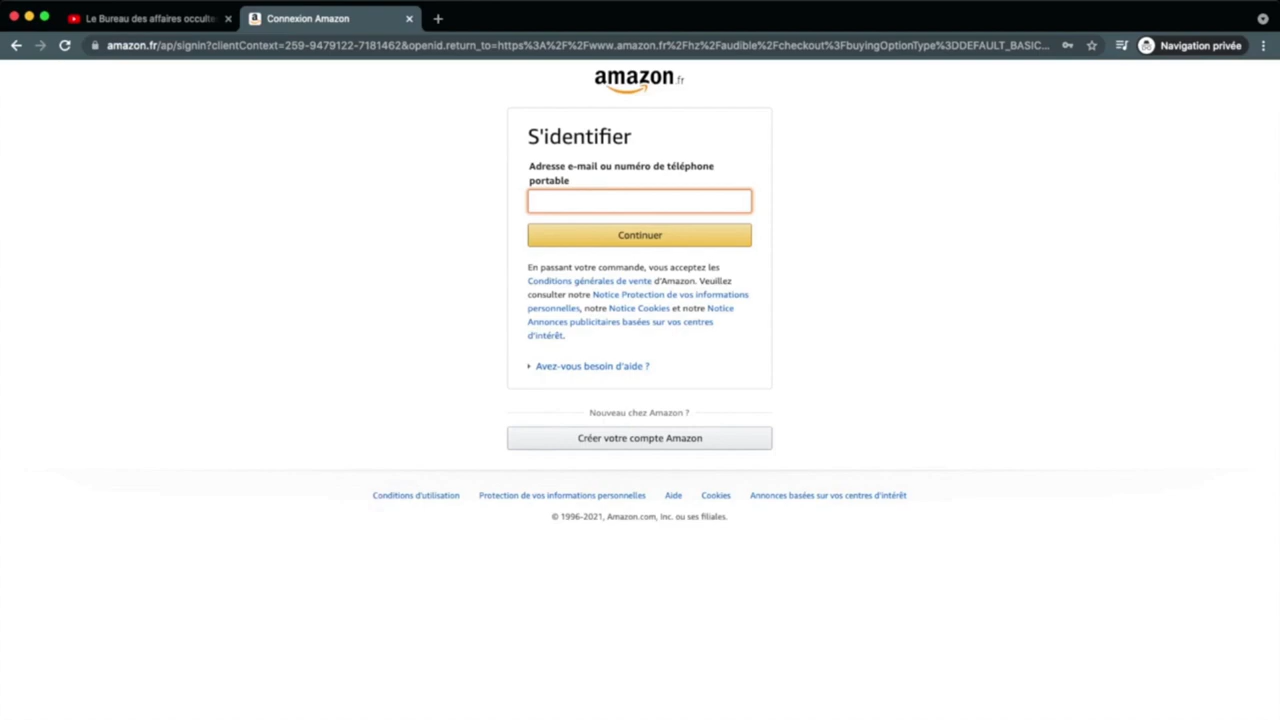 Le Bureau des affaires occulte
Connexion Amazon
amazon.fr/ap/signin?clientContext=259-9479122-7181462&openid.return_to=https%3A%2F%2Fwww.amazon.fr%2Fhz%2Faudible%2Fcheckout%3FbuyingOptionType%3DDEFAULT_BASIC...
Navigation privée
amazon.fr
S'identifier
Adresse e-mail ou numéro de téléphone
portable
Continuer
En passant votre commande, vous acceptez les
Conditions générales de vente d'Amazon. Veuillez
consulter notre Notice Protection de vos informations
personnelles, notre Notice Cookies et notre Notice
Annonces publicitaires basées sur vos centres
d'intérêt.
Avez-vous besoin d'aide ?
Nouveau chez Amazon ?
Créer votre compte Amazon
Conditions d'utilisation Protection de vos informations personnelles Aide Cookies Annonces basées sur vos centres d'intérêt
© 1996-2021, Amazon.com, Inc. ou ses filiales.